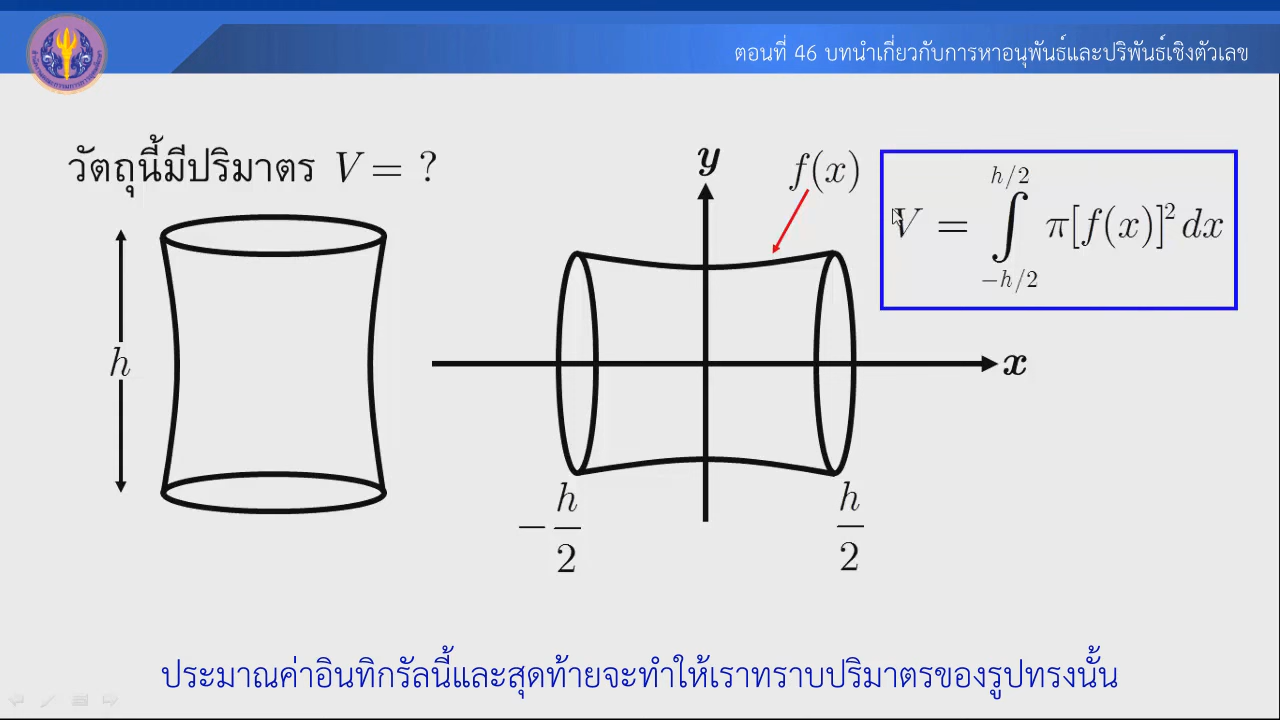 ตอนที่ 46 บทนำเกี่ยวกับการหาอนุพันธ์และปริพันธ์เชิงตัวเลข
วัตถุนี้มีปริมาตร V = ?
h
y
f(x)
x
-h/2
h/2
V = ∫_{-h/2}^{h/2} π[f(x)]² dx
ประมาณค่าอินทิกรัลนี้และสุดท้ายจะทำให้เราทราบปริมาตรของรูปทรงนั้น